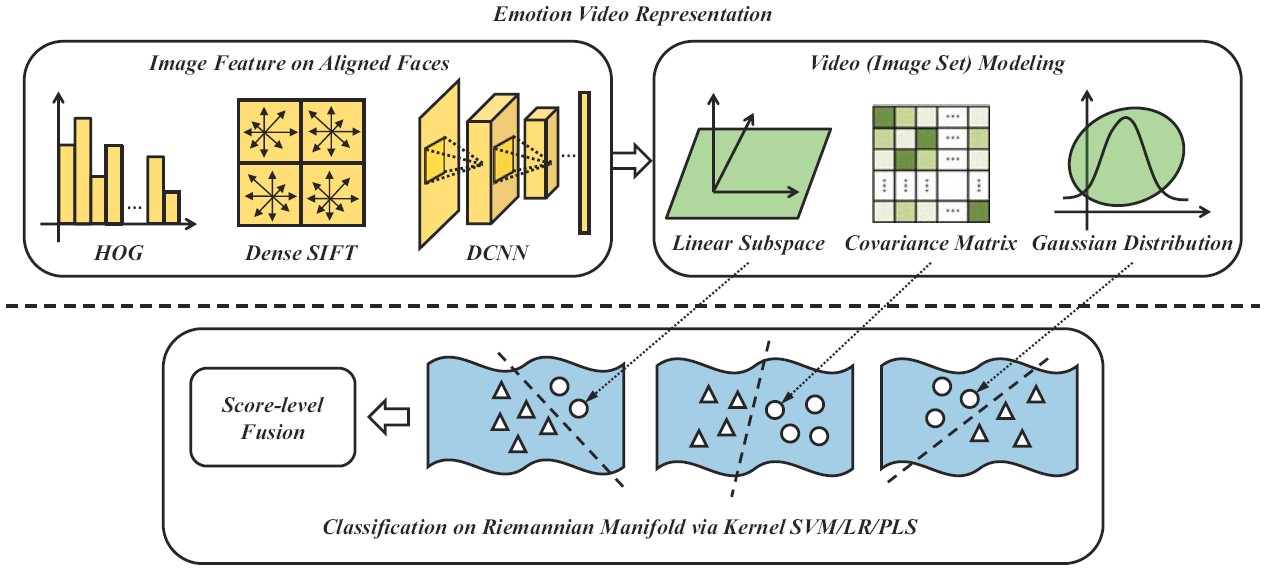 Emotion Video Representation
Image Feature on Aligned Faces
...
HOG
Dense SIFT
...
DCNN
Video (Image Set) Modeling
Linear Subspace
... ...
... ... ... ...
...
Covariance Matrix
Gaussian Distribution
Score-level
Fusion
Classification on Riemannian Manifold via Kernel SVM/LR/PLS